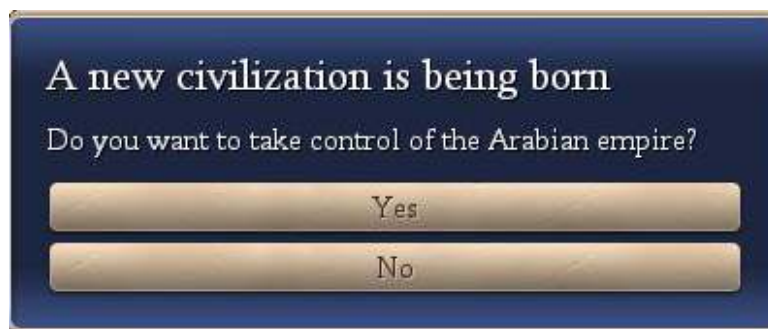 A new civilization is being born
Do you want to take control of the Arabian empire?
Yes
No